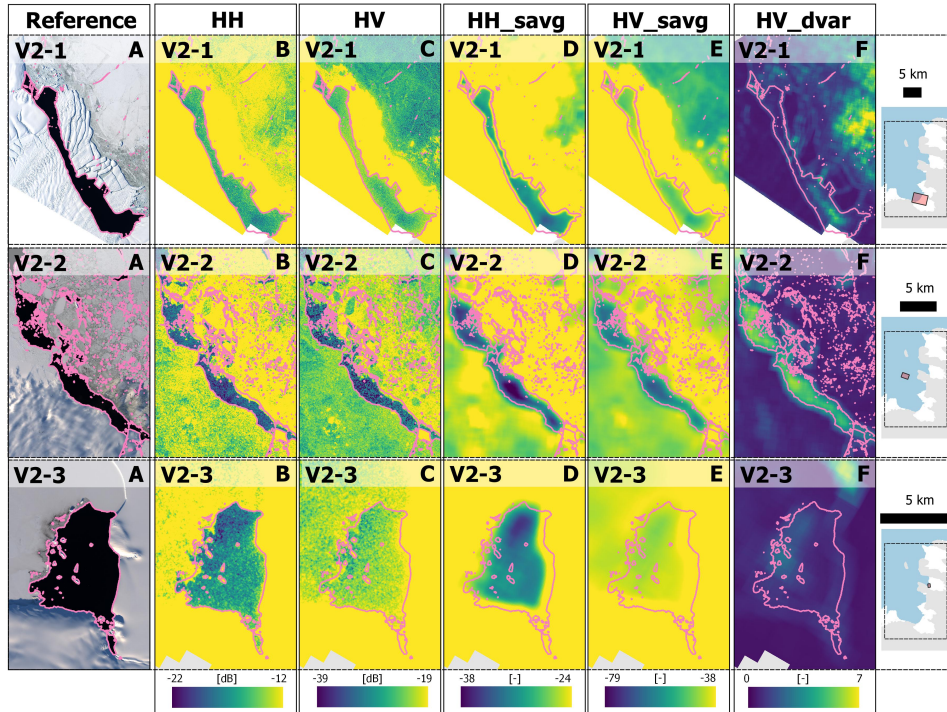 Reference HH HV HH_savg HV_savg HV_dvar
V2-1 A V2-1 B V2-1 C V2-1 D V2-1 E V2-1 F
5 km
V2-2 A V2-2 B V2-2 C V2-2 D V2-2 E V2-2 F
5 km
V2-3 A V2-3 B V2-3 C V2-3 D V2-3 E V2-3 F
5 km
-22 [dB] -12 -39 [dB] -19 -38 [-] -24 -79 [-] -38 0 [-] 7